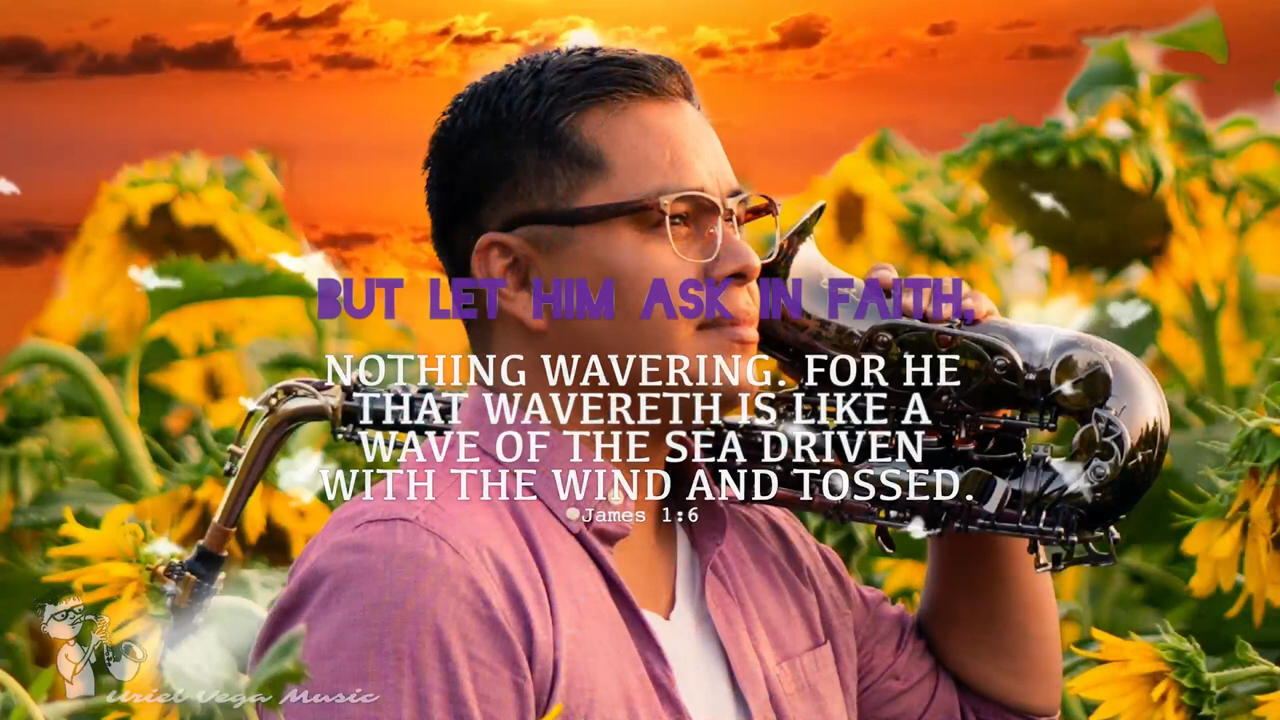 BUT LET HIM ASK IN FAITH,
NOTHING WAVERING. FOR HE
THAT WAVERETH IS LIKE A
WAVE OF THE SEA DRIVEN
WITH THE WIND AND TOSSED.
James 1:6
Uriel Vega Music